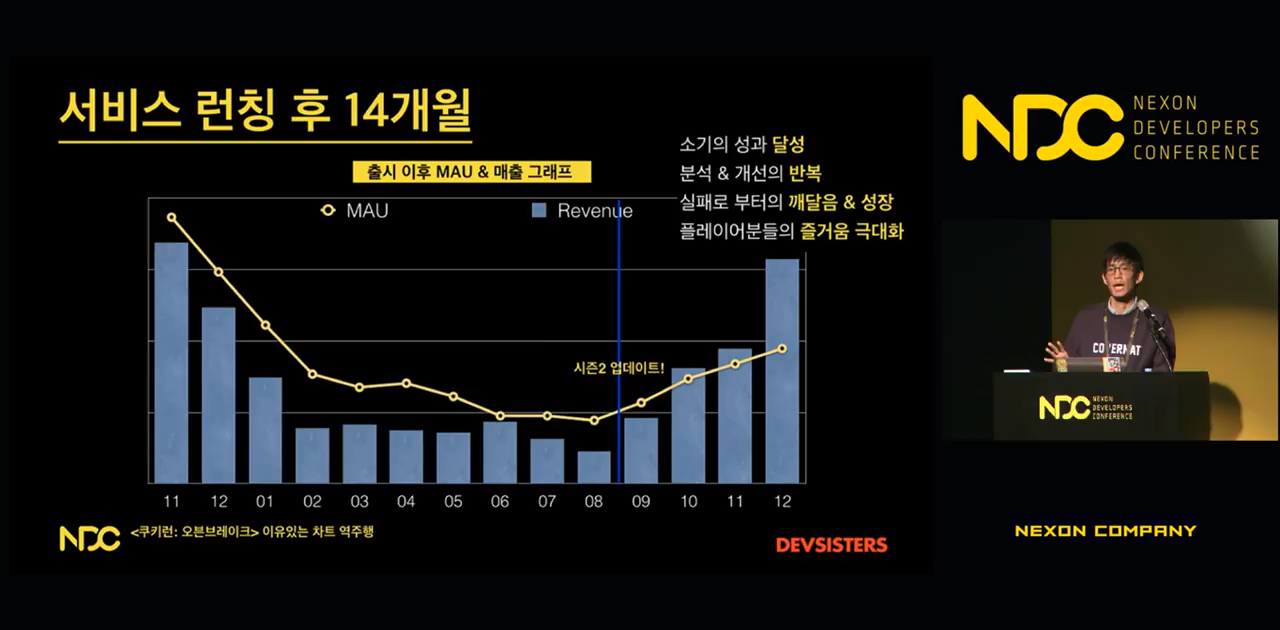 서비스 런칭 후 14개월
출시 이후 MAU & 매출 그래프
소기의 성과 달성
분석 & 개선의 반복
실패로 부터의 깨달음 & 성장
플레이어분들의 즐거움 극대화
MAU
Revenue
시즌2 업데이트!
11 12 01 02 03 04 05 06 07 08 09 10 11 12
NDC
<쿠키런: 오븐브레이크> 이유있는 차트 역주행
DEVSISTERS
NDC
NEXON
DEVELOPERS
CONFERENCE
COVERNAT
NDC
NEXON
DEVELOPERS
CONFERENCE
NEXON COMPANY